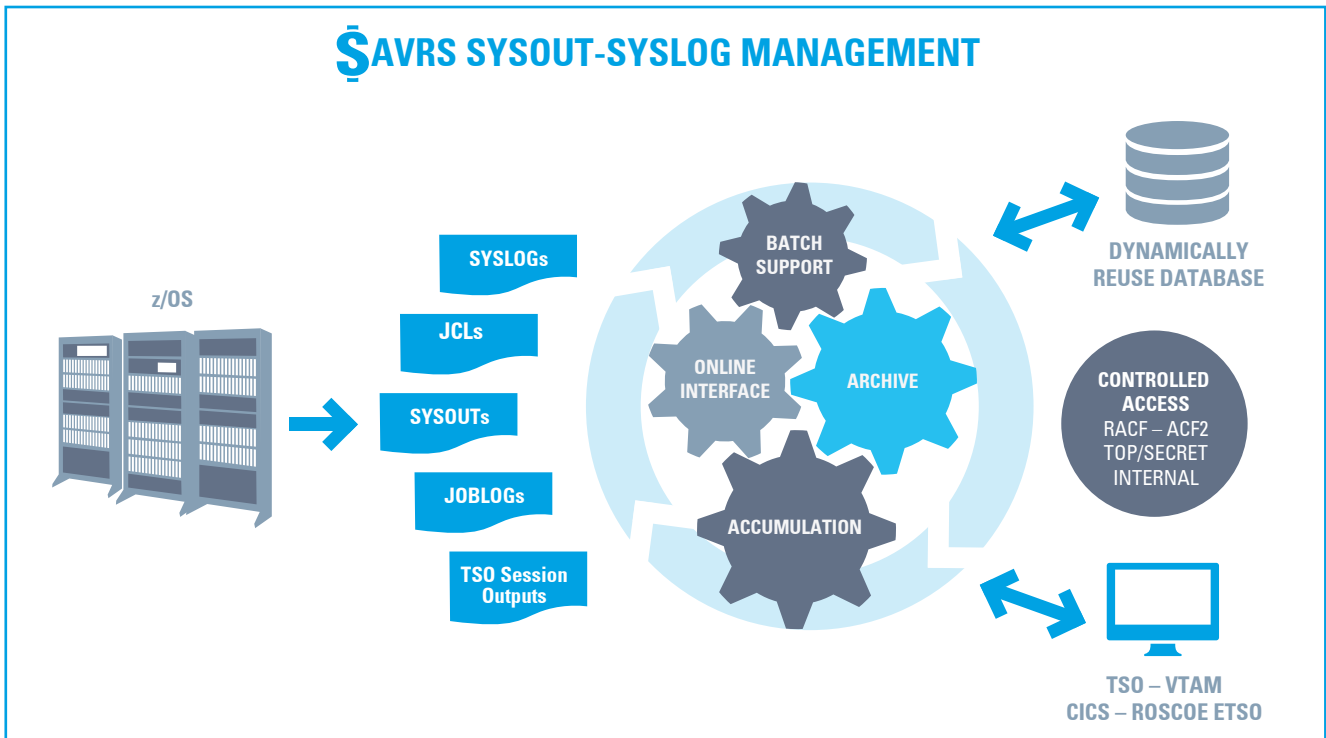 $AVRS SYSOUT-SYSLOG MANAGEMENT
z/OS
SYSLOGs
JCLs
SYSOUTs
JOBLOGs
TSO Session
Outputs
BATCH
SUPPORT
ONLINE
INTERFACE
ARCHIVE
ACCUMULATION
DYNAMICALLY
REUSE DATABASE
CONTROLLED
ACCESS
RACF – ACF2
TOP/SECRET
INTERNAL
TSO – VTAM
CICS – ROSCOE ETSO